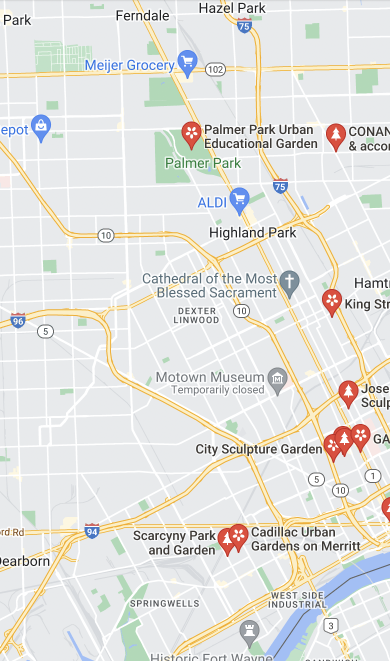 Park
Ferndale
Hazel Park
75
Meijer Grocery
102
epot
Palmer Park Urban
Educational Garden
CONAN
& acco
Palmer Park
75
ALDI
10
Highland Park
Cathedral of the Most
Blessed Sacrament
Hamt
DEXTER
LINWOOD
10
King Str
96
5
Motown Museum
Temporarily closed
Jose
Sculp
City Sculpture Garden
GA
5
10
1
rd Rd
94
Scarcyny Park
and Garden
Cadillac Urban
Gardens on Merritt
Dearborn
SPRINGWELLS
WEST SIDE
INDUSTRIAL
3
Historic Fort Wayne